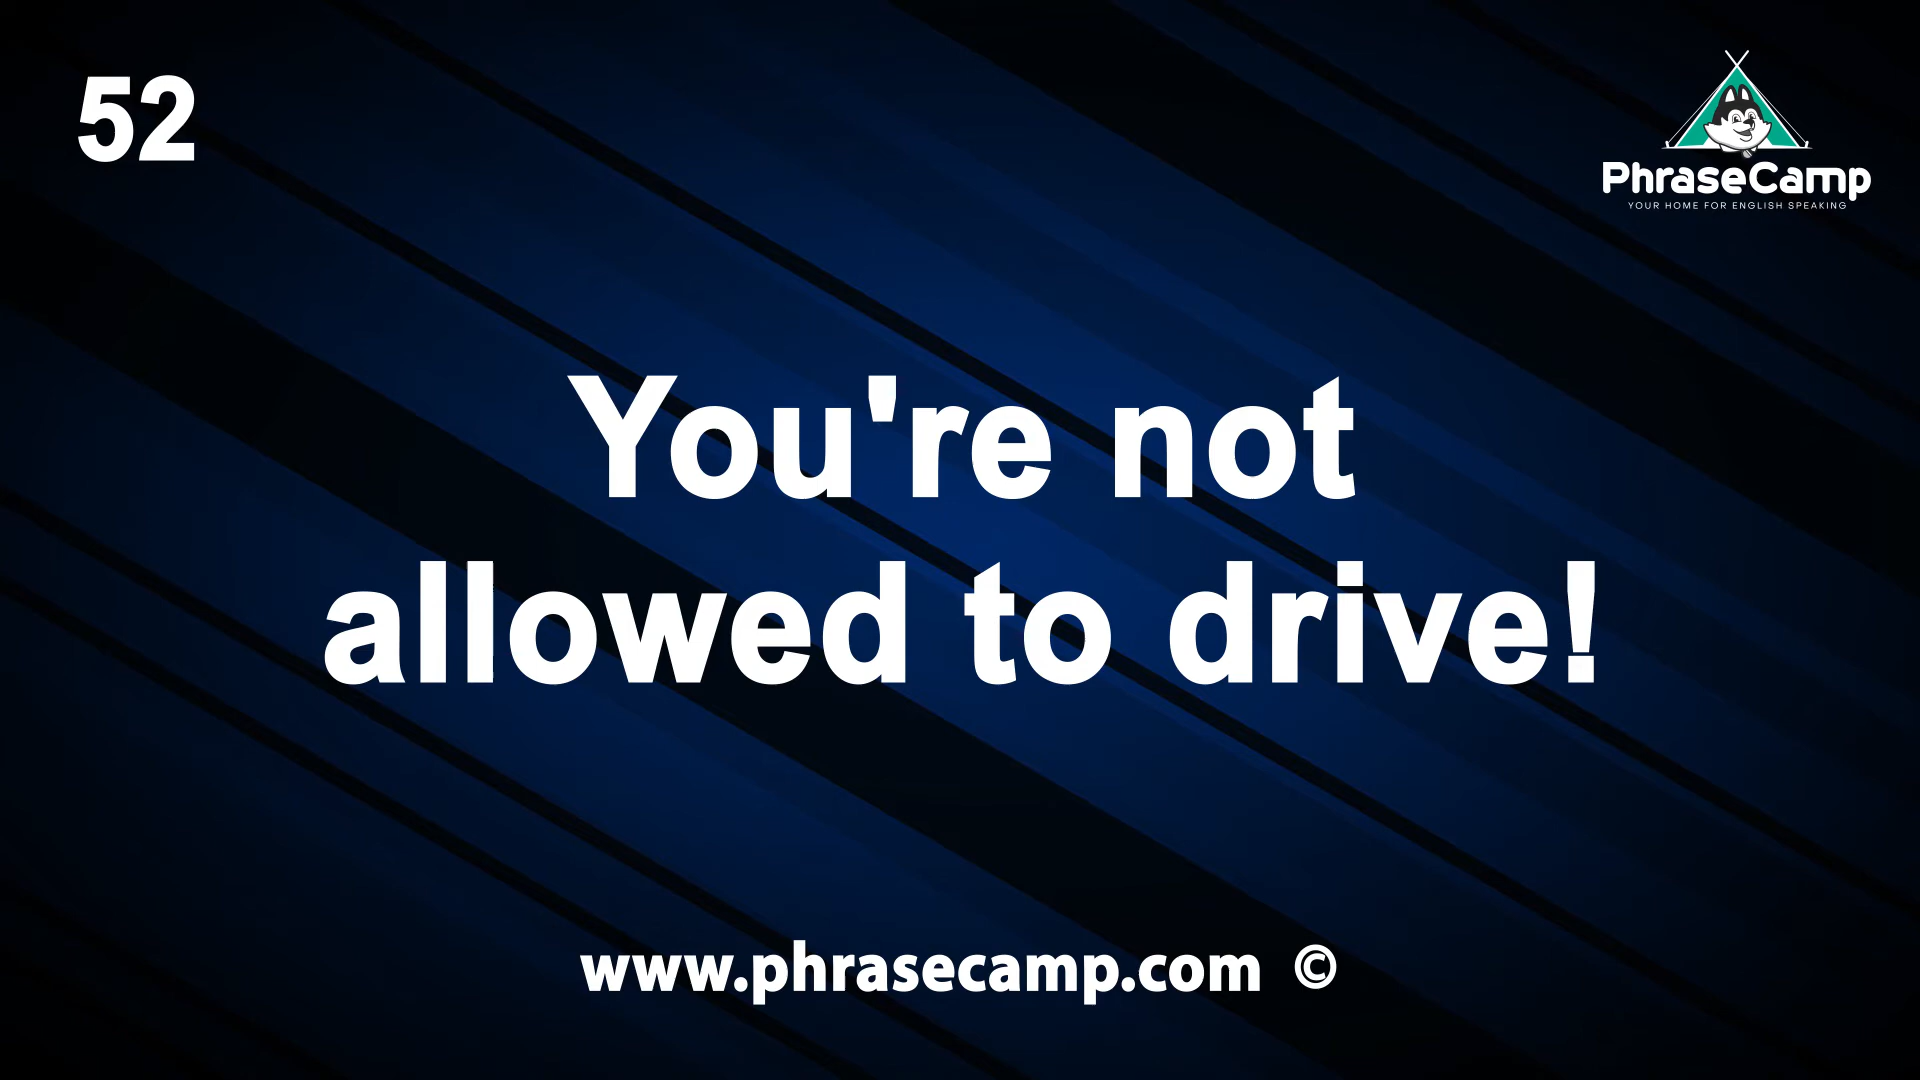 52
PhraseCamp
YOUR HOME FOR ENGLISH SPEAKING
You're not
allowed to drive!
www.phrasecamp.com ©